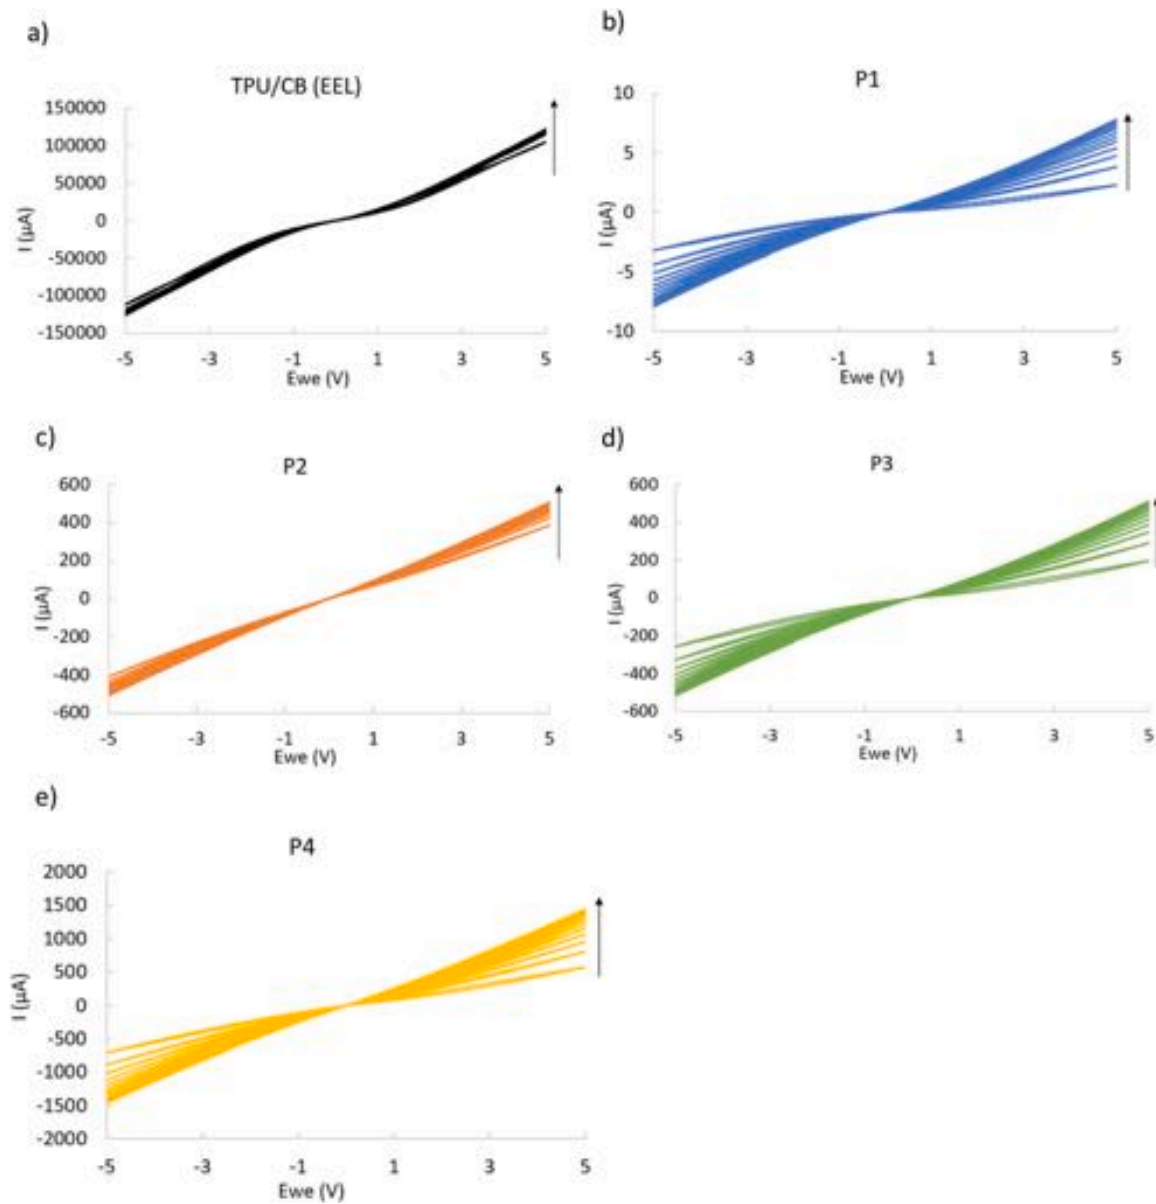 a)
TPU/CB (EEL)
150000
100000
50000
0
-50000
-100000
-150000
I (µA)
-5 -3 -1 1 3 5
Ewe (V)
b)
P1
10
5
0
-5
-10
I (µA)
-5 -3 -1 1 3 5
Ewe (V)
c)
P2
600
400
200
0
-200
-400
-600
I (µA)
-5 -3 -1 1 3 5
Ewe (V)
d)
P3
600
400
200
0
-200
-400
-600
I (µA)
-5 -3 -1 1 3 5
Ewe (V)
e)
P4
2000
1500
1000
500
0
-500
-1000
-1500
-2000
I (µA)
-5 -3 -1 1 3 5
Ewe (V)